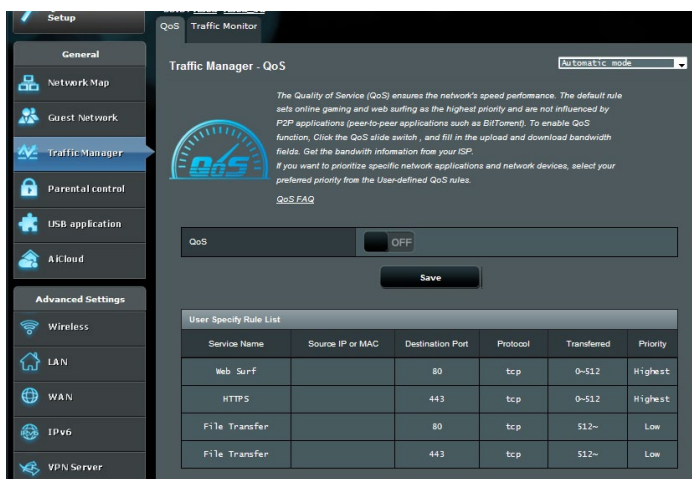 Setup
General
Network Map
Guest Network
Traffic Manager
Parental control
USB application
AiCloud
Advanced Settings
Wireless
LAN
WAN
IPv6
VPN Server
QoS Traffic Monitor
Traffic Manager - QoS
Automatic mode
The Quality of Service (QoS) ensures the network's speed performance. The default rule
sets online gaming and web surfing as the highest priority and are not influenced by
P2P applications (peer-to-peer applications such as BitTorrent). To enable QoS
function, Click the QoS slide switch , and fill in the upload and download bandwidth
fields. Get the bandwith information from your ISP.
If you want to prioritize specific network applications and network devices, select your
preferred priority from the User-defined QoS rules.
QoS FAQ
QoS
QoS OFF
Save
User Specify Rule List
Service Name Source IP or MAC Destination Port Protocol Transferred Priority
Web Surf 80 tcp 0~512 Highest
HTTPS 443 tcp 0~512 Highest
File Transfer 80 tcp 512~ Low
File Transfer 443 tcp 512~ Low